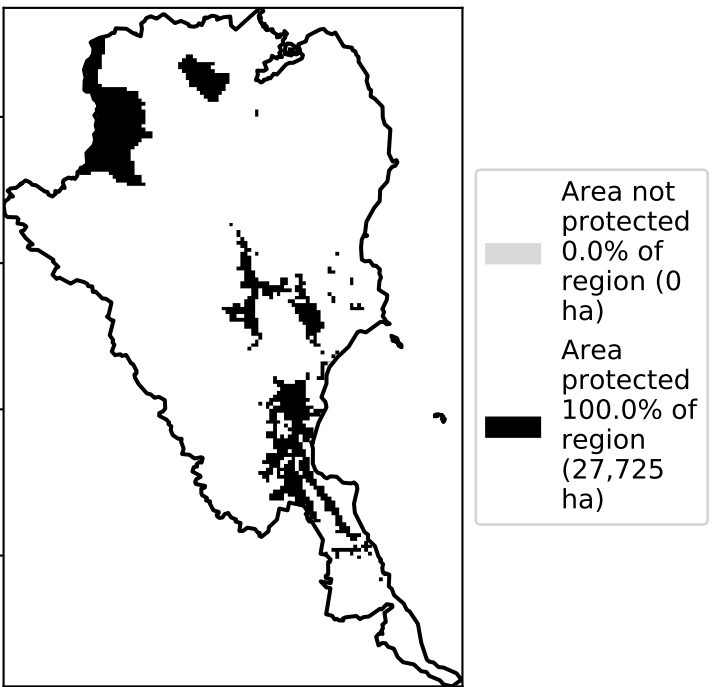 Area not
protected
0.0% of
region (0
ha)
Area
protected
100.0% of
region
(27,725
ha)